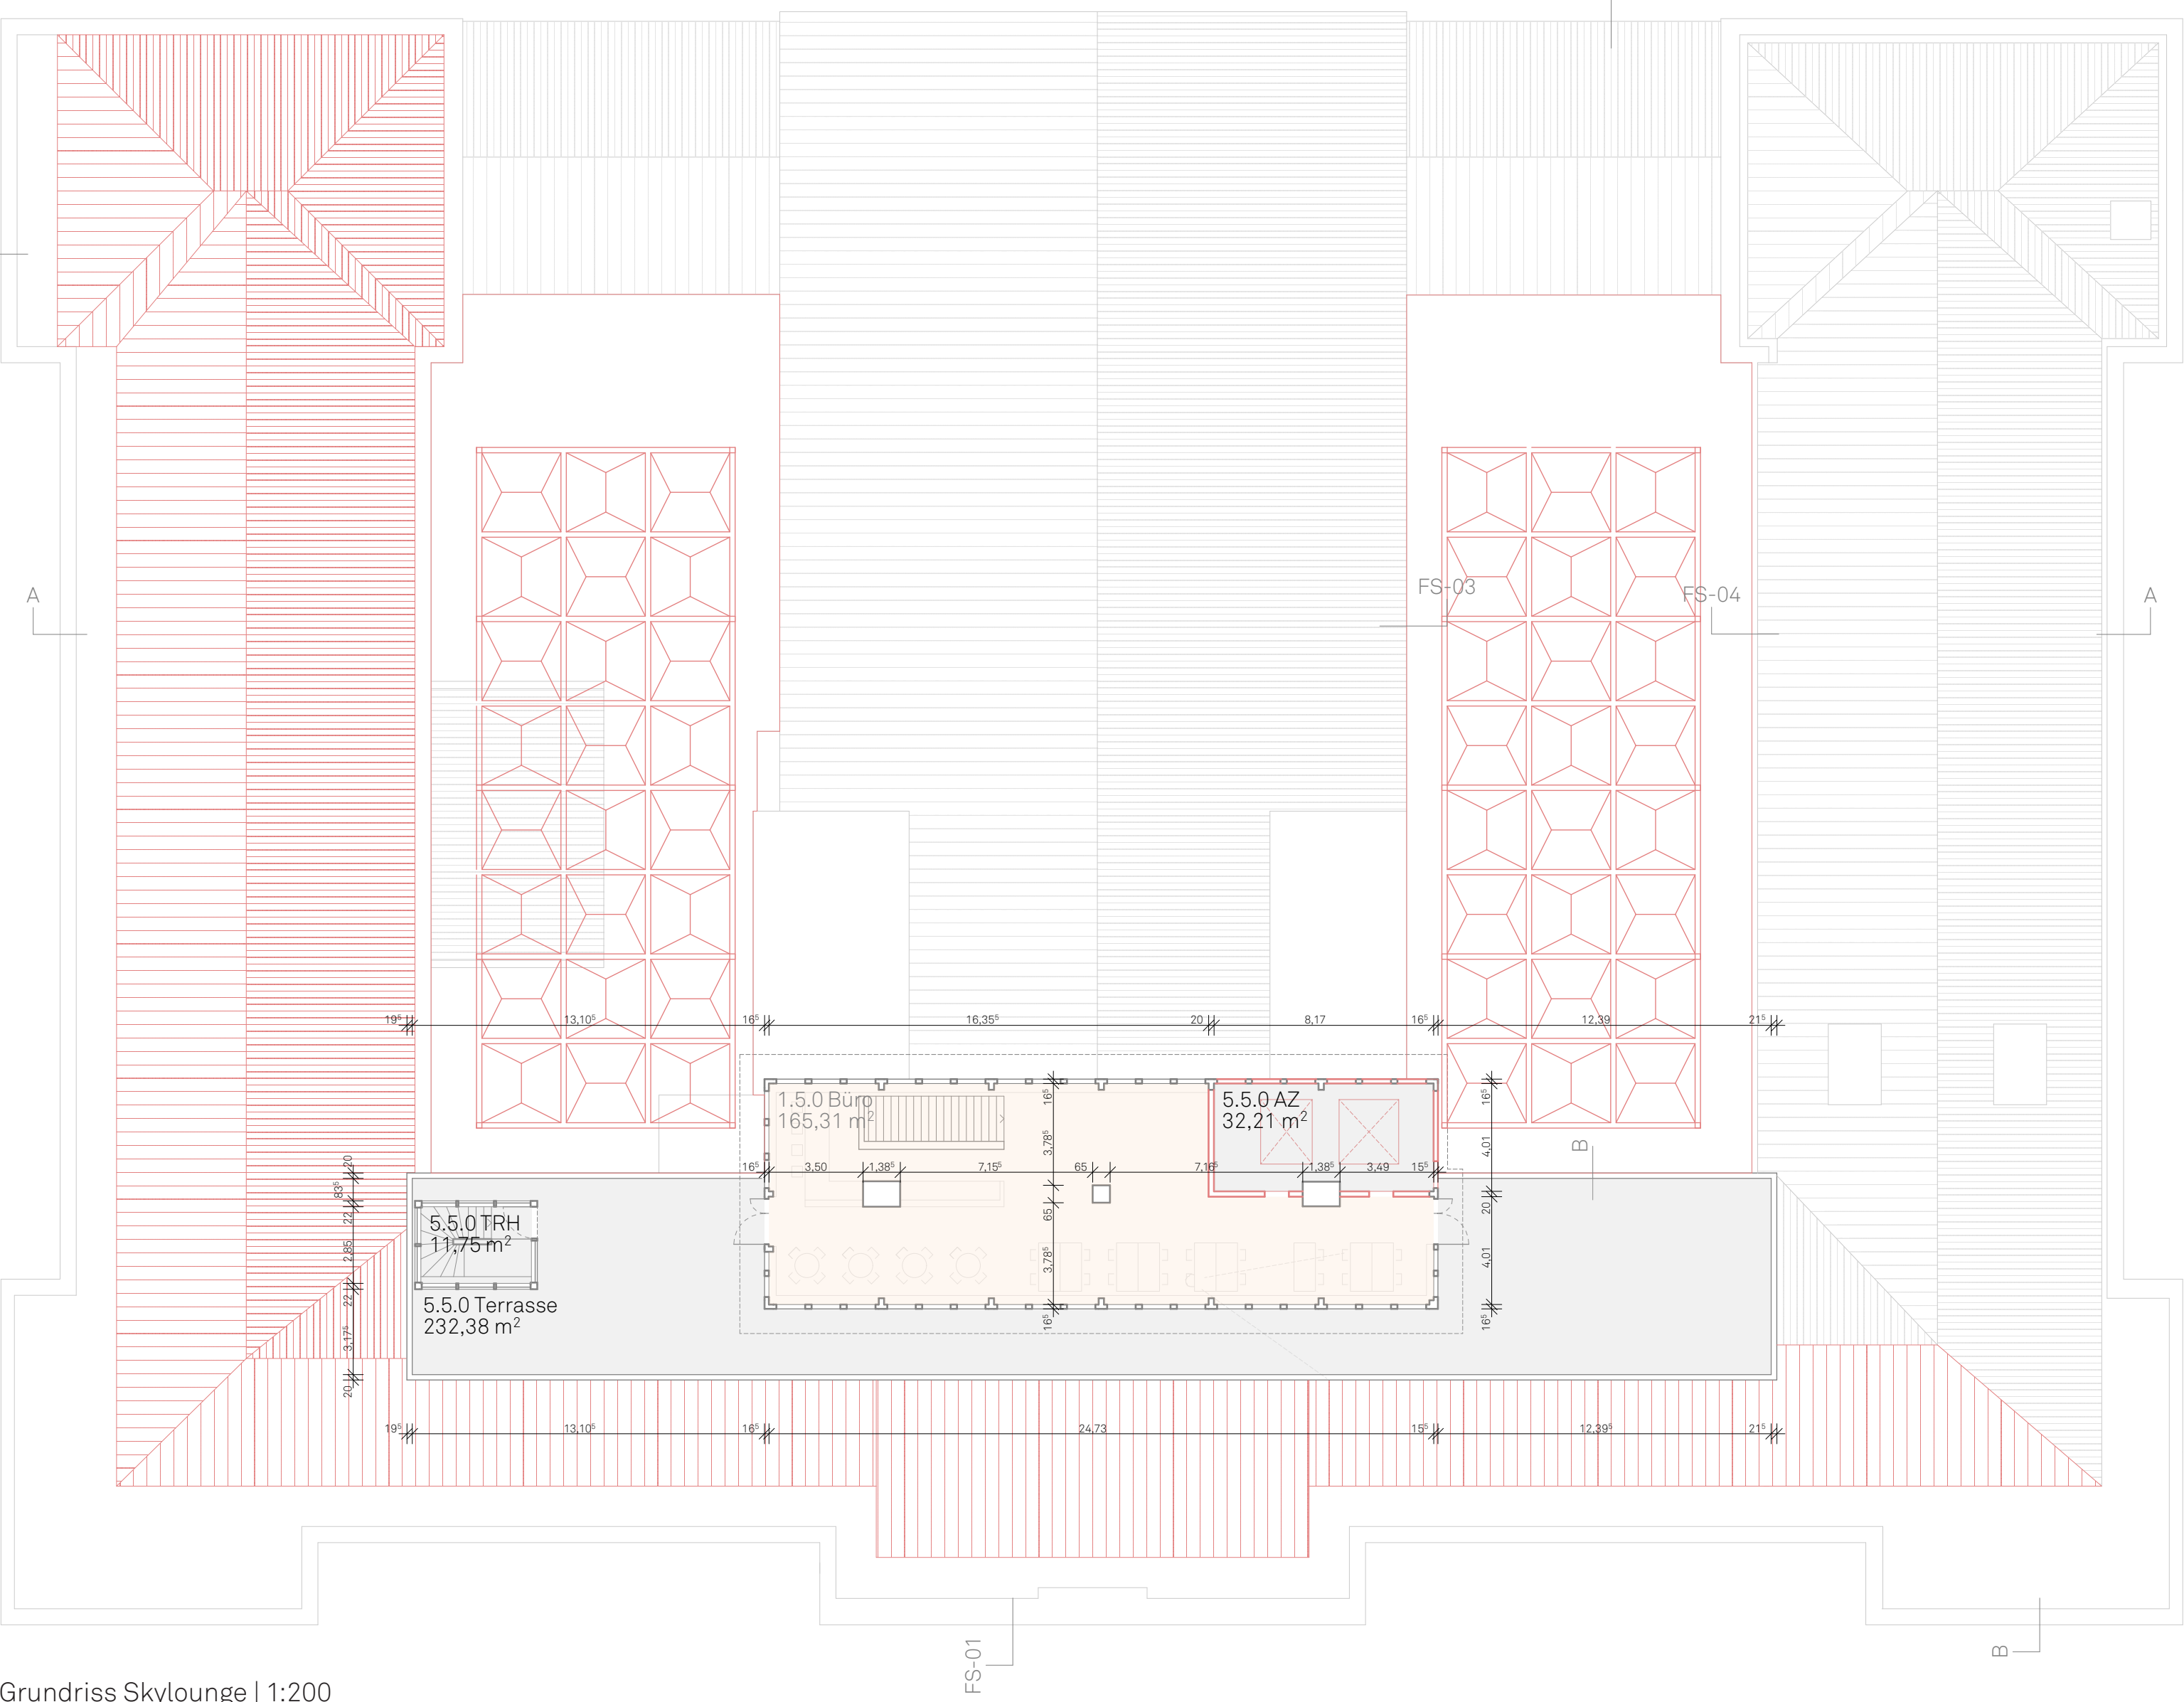 A
FS-03
FS-04
A
19⁵
13,10⁵
16⁵
16,35⁵
20
8,17
16⁵
12,39
21⁵
1.5.0 Büro
165,31 m²
5.5.0 AZ
32,21 m²
16⁵
3,78⁵
65
3,78⁵
16⁵
16⁵
4,01
20
4,01
16⁵
B
16⁵
3,50
1,38⁵
7,15⁵
65
7,16⁵
1,38⁵
3,49
15⁵
20
83⁵
22
2,85
22
3,17⁵
20
5.5.0 TRH
11,75 m²
5.5.0 Terrasse
232,38 m²
19⁵
13,10⁵
16⁵
24,73
15⁵
12,39⁵
21⁵
FS-01
B
Grundriss Skylounge | 1:200